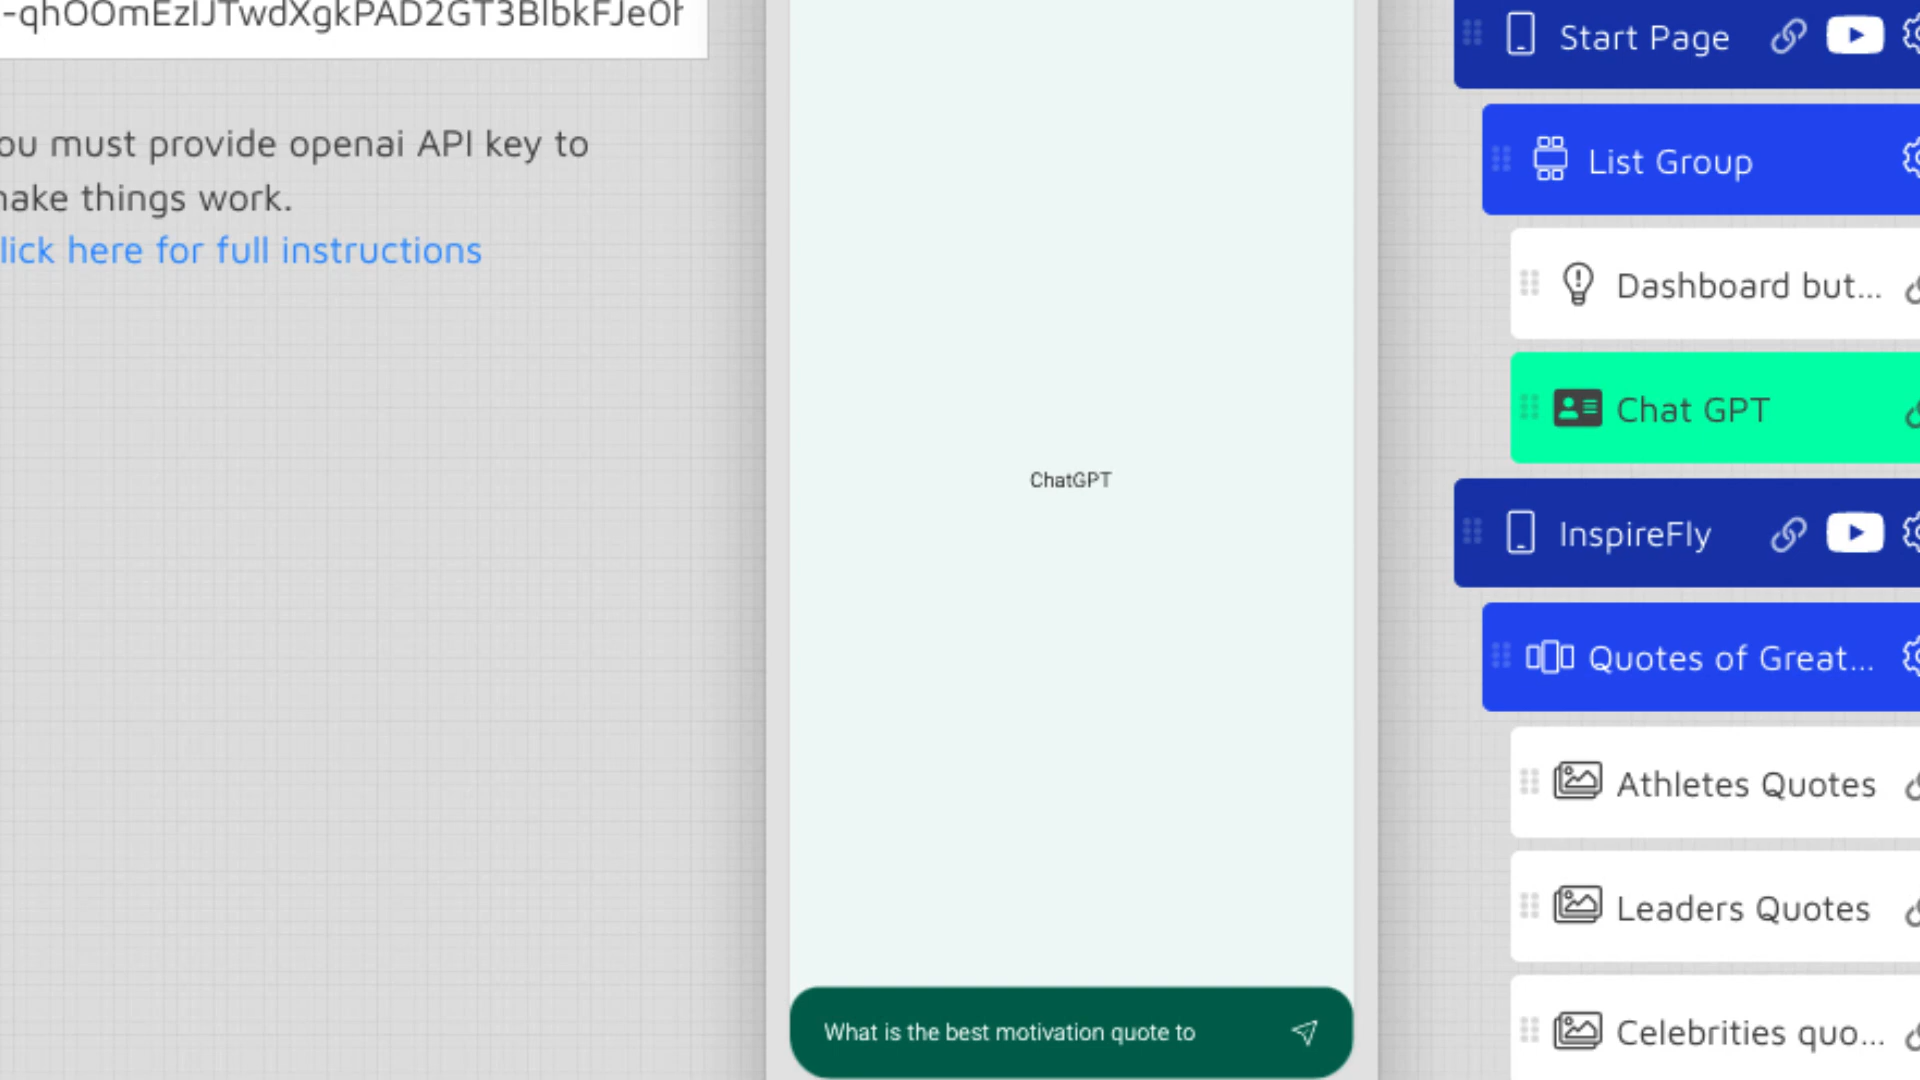 ou must provide openai API key to
ake things work.
lick here for full instructions
ChatGPT
What is the best motivation quote to
Start Page
List Group
Dashboard but...
Chat GPT
InspireFly
Quotes of Great...
Athletes Quotes
Leaders Quotes
Celebrities quo...